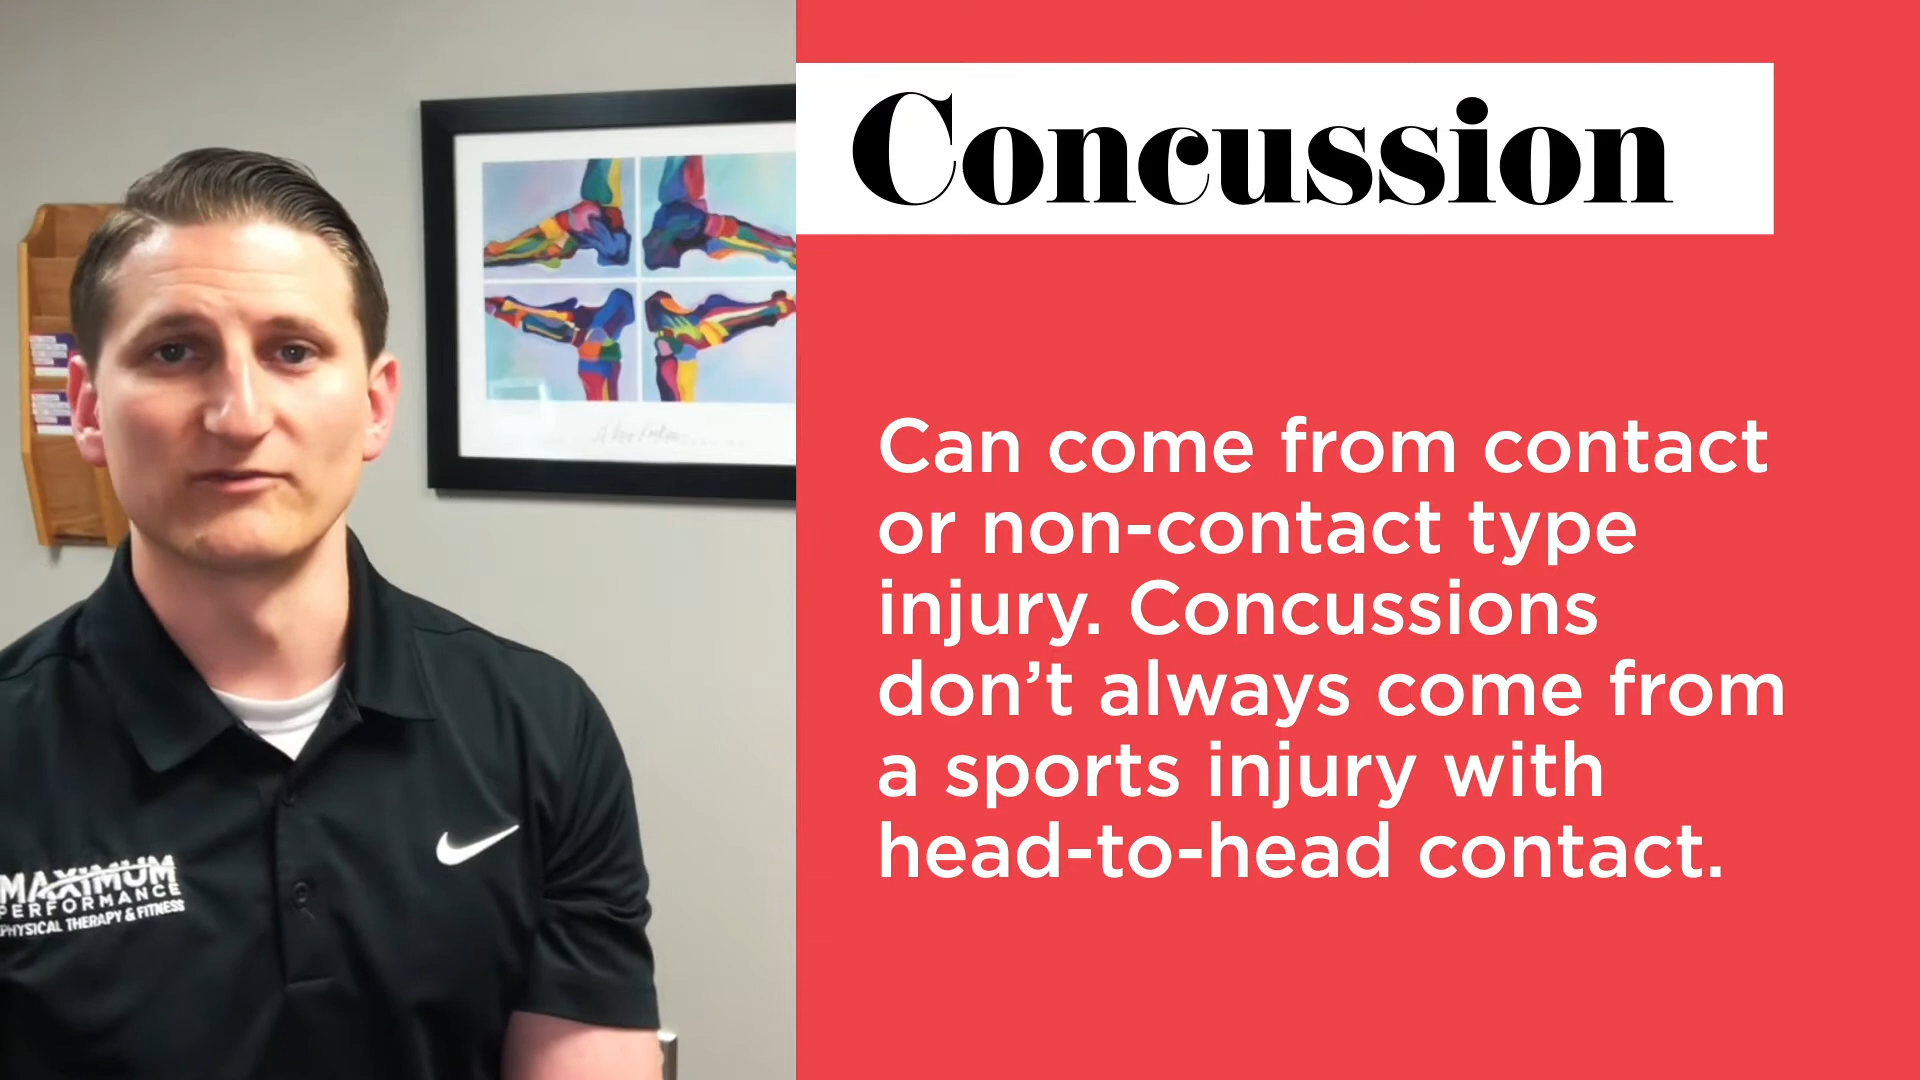 Concussion
Can come from contact
or non-contact type
injury. Concussions
don’t always come from
a sports injury with
head-to-head contact.
MAXIMUM
PERFORMANCE
PHYSICAL THERAPY & FITNESS